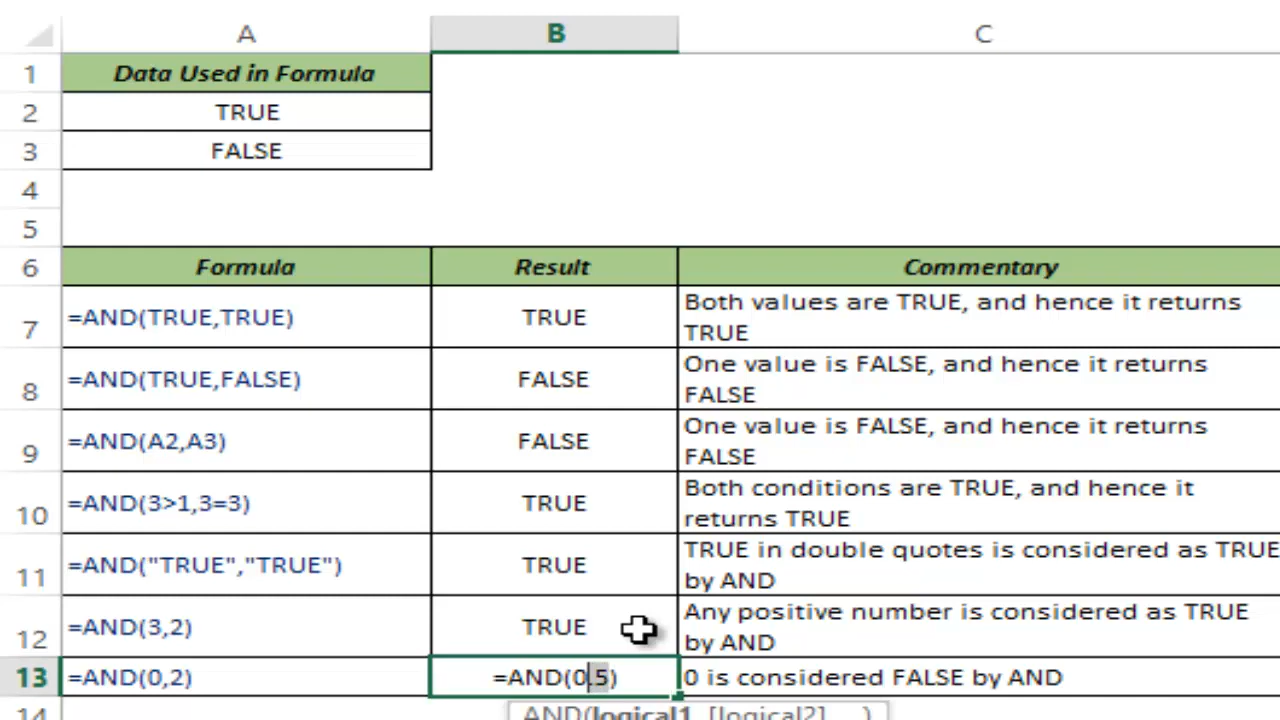 A B C
1 Data Used in Formula
2 TRUE
3 FALSE
4
5
6 Formula Result Commentary
7 =AND(TRUE,TRUE) TRUE Both values are TRUE, and hence it returns
TRUE
8 =AND(TRUE,FALSE) FALSE One value is FALSE, and hence it returns
FALSE
9 =AND(A2,A3) FALSE One value is FALSE, and hence it returns
FALSE
10 =AND(3>1,3=3) TRUE Both conditions are TRUE, and hence it
returns TRUE
11 =AND("TRUE","TRUE") TRUE TRUE in double quotes is considered as TRUE
by AND
12 =AND(3,2) TRUE Any positive number is considered as TRUE
by AND
13 =AND(0,2) =AND(0.5) 0 is considered FALSE by AND
14 AND(logical1, [logical2], ...)